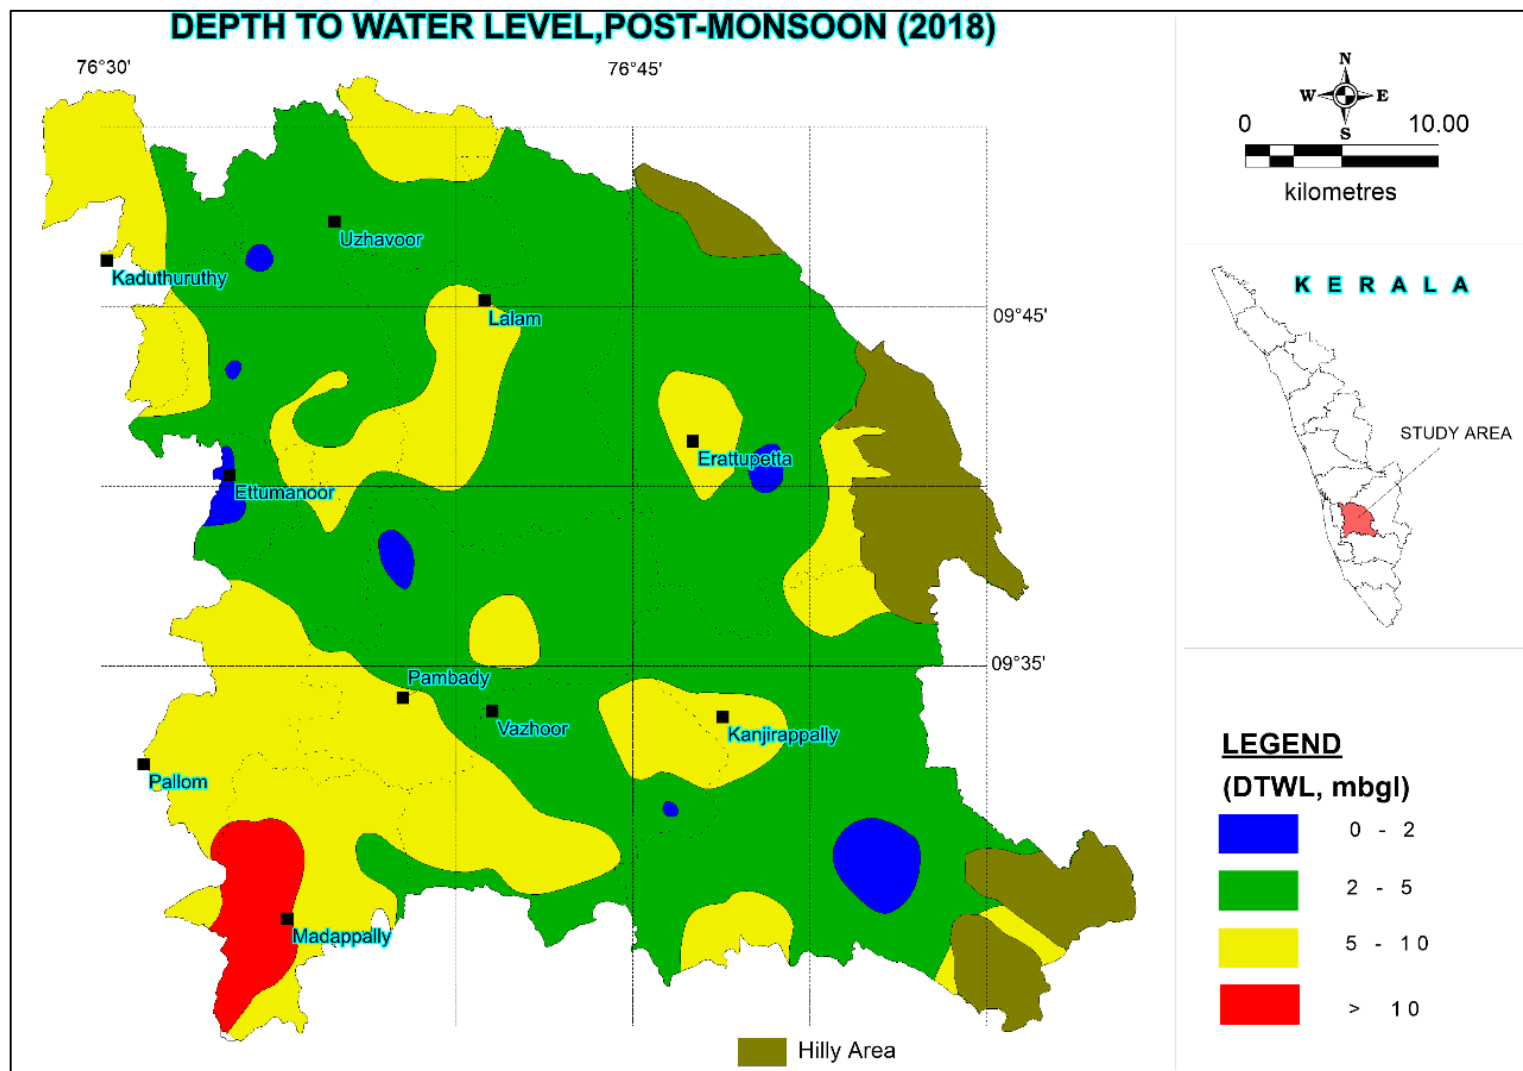 DEPTH TO WATER LEVEL,POST-MONSOON (2018)
76°30'
76°45'
N
W
E
S
0
10.00
kilometres
Uzhavoor
Kaduthuruthy
Lalam
09°45'
K E R A L A
STUDY AREA
Erattupetta
Ettumanoor
09°35'
Pambady
Vazhoor
Kanjirappally
Pallom
Madappally
LEGEND
(DTWL, mbgl)
0 - 2
2 - 5
5 - 10
> 10
Hilly Area